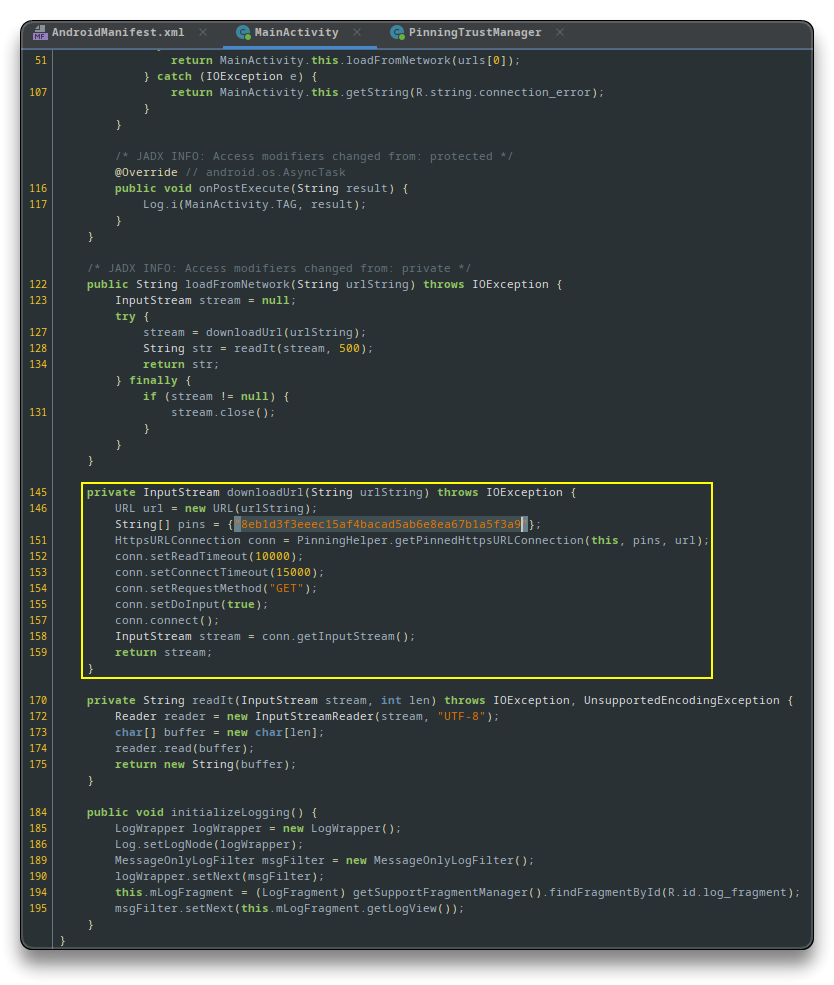 AndroidManifest.xml MainActivity PinningTrustManager
51 return MainActivity.this.loadFromNetwork(urls[0]);
} catch (IOException e) {
107 return MainActivity.this.getString(R.string.connection_error);
}
}
/* JADX INFO: Access modifiers changed from: protected */
@Override // android.os.AsyncTask
116 public void onPostExecute(String result) {
117 Log.i(MainActivity.TAG, result);
}
}
/* JADX INFO: Access modifiers changed from: private */
122 public String loadFromNetwork(String urlString) throws IOException {
123 InputStream stream = null;
try {
127 stream = downloadUrl(urlString);
128 String str = readIt(stream, 500);
134 return str;
} finally {
if (stream != null) {
131 stream.close();
}
}
}
145 private InputStream downloadUrl(String urlString) throws IOException {
146 URL url = new URL(urlString);
String[] pins = {"8eb1d3f3eeec15af4bacad5ab6e8ea67b1a5f3a9"};
151 HttpsURLConnection conn = PinningHelper.getPinnedHttpsURLConnection(this, pins, url);
152 conn.setReadTimeout(10000);
153 conn.setConnectTimeout(15000);
154 conn.setRequestMethod("GET");
155 conn.setDoInput(true);
157 conn.connect();
158 InputStream stream = conn.getInputStream();
159 return stream;
}
170 private String readIt(InputStream stream, int len) throws IOException, UnsupportedEncodingException {
172 Reader reader = new InputStreamReader(stream, "UTF-8");
173 char[] buffer = new char[len];
174 reader.read(buffer);
175 return new String(buffer);
}
184 public void initializeLogging() {
185 LogWrapper logWrapper = new LogWrapper();
186 Log.setLogNode(logWrapper);
189 MessageOnlyLogFilter msgFilter = new MessageOnlyLogFilter();
190 logWrapper.setNext(msgFilter);
194 this.mLogFragment = (LogFragment) getSupportFragmentManager().findFragmentById(R.id.log_fragment);
195 msgFilter.setNext(this.mLogFragment.getLogView());
}
}